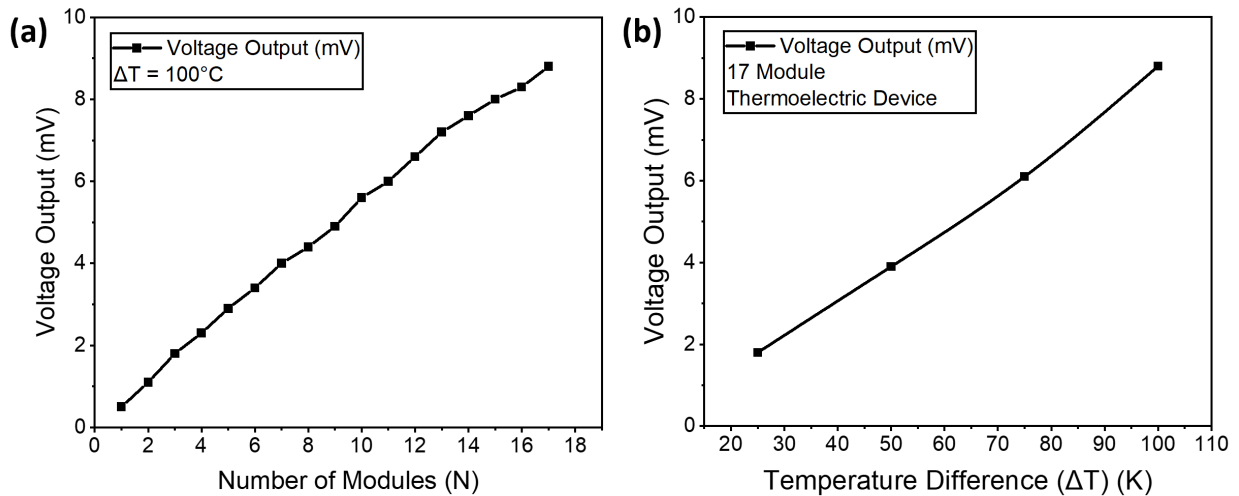 (a)
Voltage Output (mV)
ΔT = 100°C
Voltage Output (mV)
10
8
6
4
2
0
0 2 4 6 8 10 12 14 16 18
Number of Modules (N)
(b)
Voltage Output (mV)
17 Module
Thermoelectric Device
Voltage Output (mV)
10
8
6
4
2
0
20 30 40 50 60 70 80 90 100 110
Temperature Difference (ΔT) (K)